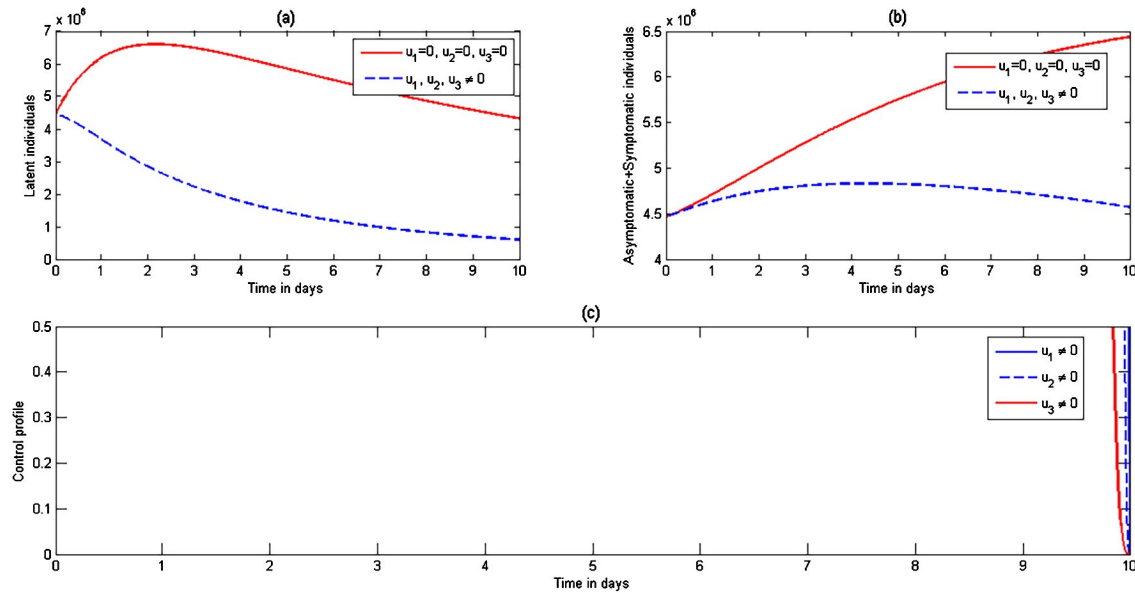 (a)
x 10⁶
7
6
5
4
3
2
1
0
Latent individuals
u₁=0, u₂=0, u₃=0
u₁, u₂, u₃ ≠ 0
0 1 2 3 4 5 6 7 8 9 10
Time in days
(b)
x 10⁶
6.5
6
5.5
5
4.5
4
Asymptomatic+Symptomatic individuals
u₁=0, u₂=0, u₃=0
u₁, u₂, u₃ ≠ 0
0 1 2 3 4 5 6 7 8 9 10
Time in days
(c)
0.5
0.4
0.3
0.2
0.1
0
Control profile
u₁ ≠ 0
u₂ ≠ 0
u₃ ≠ 0
0 1 2 3 4 5 6 7 8 9 10
Time in days